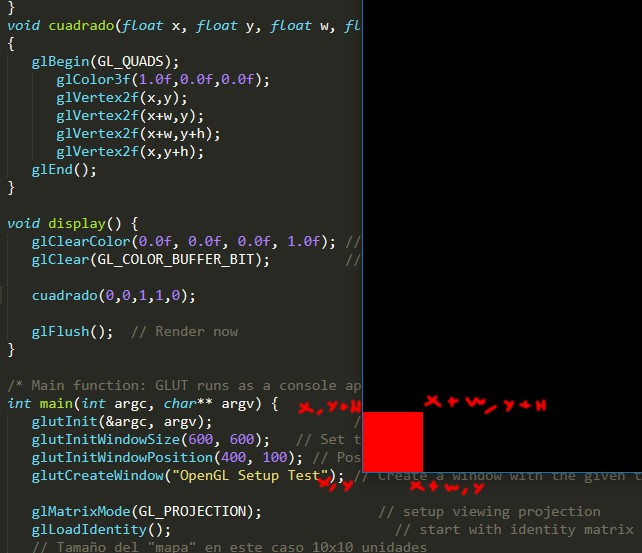 }
void cuadrado(float x, float y, float w, fl
{
glBegin(GL_QUADS);
glColor3f(1.0f,0.0f,0.0f);
glVertex2f(x,y);
glVertex2f(x+w,y);
glVertex2f(x+w,y+h);
glVertex2f(x,y+h);
glEnd();
}
void display() {
glClearColor(0.0f, 0.0f, 0.0f, 1.0f); //
glClear(GL_COLOR_BUFFER_BIT); //
cuadrado(0,0,1,1,0);
glFlush(); // Render now
}
/* Main function: GLUT runs as a console ap
int main(int argc, char** argv) { x,y+H x+w,y+H
glutInit(&argc, argv); /
glutInitWindowSize(600, 600); // Set t
glutInitWindowPosition(400, 100); // Pos
glutCreateWindow("OpenGL Setup Test"); // Create a window with the given t
x,y x+w,y
glMatrixMode(GL_PROJECTION); // setup viewing projection
glLoadIdentity(); // start with identity matrix
// Tamaño del "mapa" en este caso 10x10 unidades